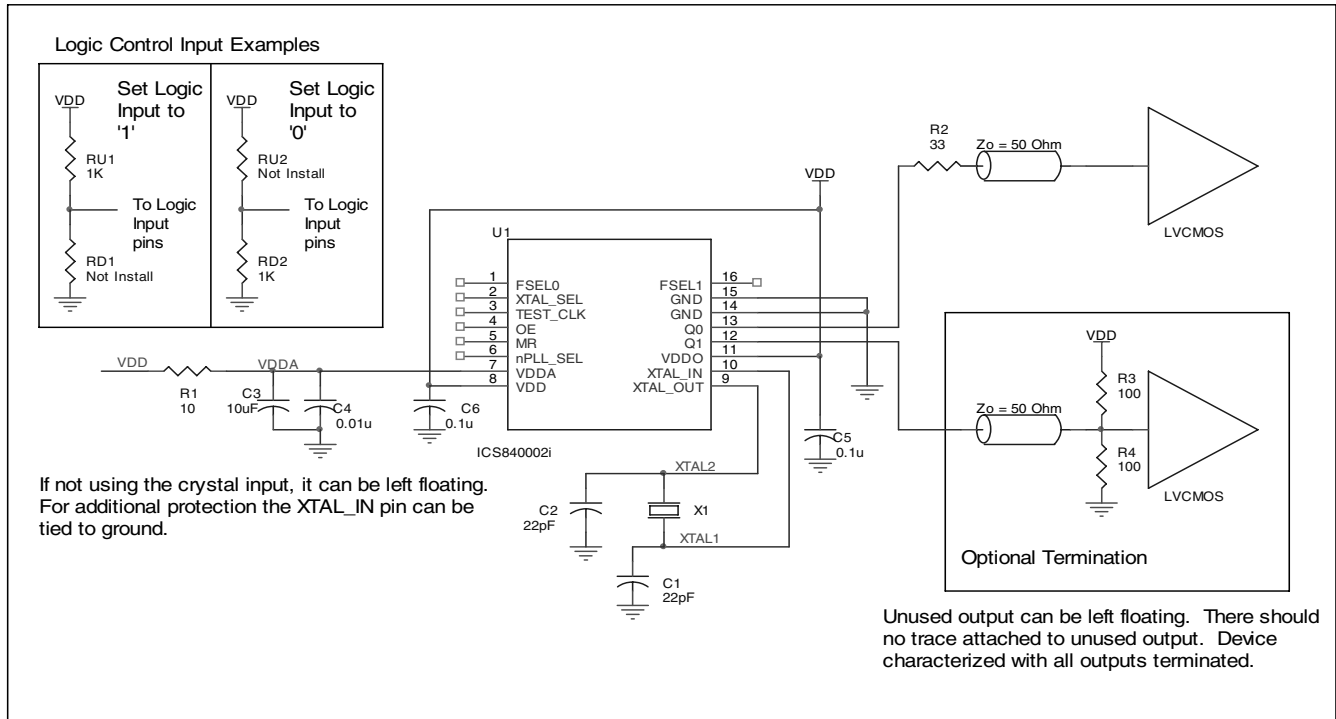 Logic Control Input Examples
Set Logic
Input to
'1'
VDD
RU1
1K
To Logic
Input
pins
RD1
Not Install
Set Logic
Input to
'0'
VDD
RU2
Not Install
To Logic
Input
pins
RD2
1K
VDD
R1
10
VDDA
C3
10uF
C4
0.01u
C6
0.1u
U1
1
2
3
4
5
6
7
8
FSEL0
XTAL_SEL
TEST_CLK
OE
MR
nPLL_SEL
VDDA
VDD
FSEL1
GND
GND
Q0
Q1
VDDO
XTAL_IN
XTAL_OUT
16
15
14
13
12
11
10
9
ICS840002i
VDD
C5
0.1u
R2
33
Zo = 50 Ohm
LVCMOS
VDD
R3
100
Zo = 50 Ohm
R4
100
LVCMOS
Optional Termination
XTAL2
C2
22pF
X1
XTAL1
C1
22pF
If not using the crystal input, it can be left floating.
For additional protection the XTAL_IN pin can be
tied to ground.
Unused output can be left floating. There should
no trace attached to unused output. Device
characterized with all outputs terminated.